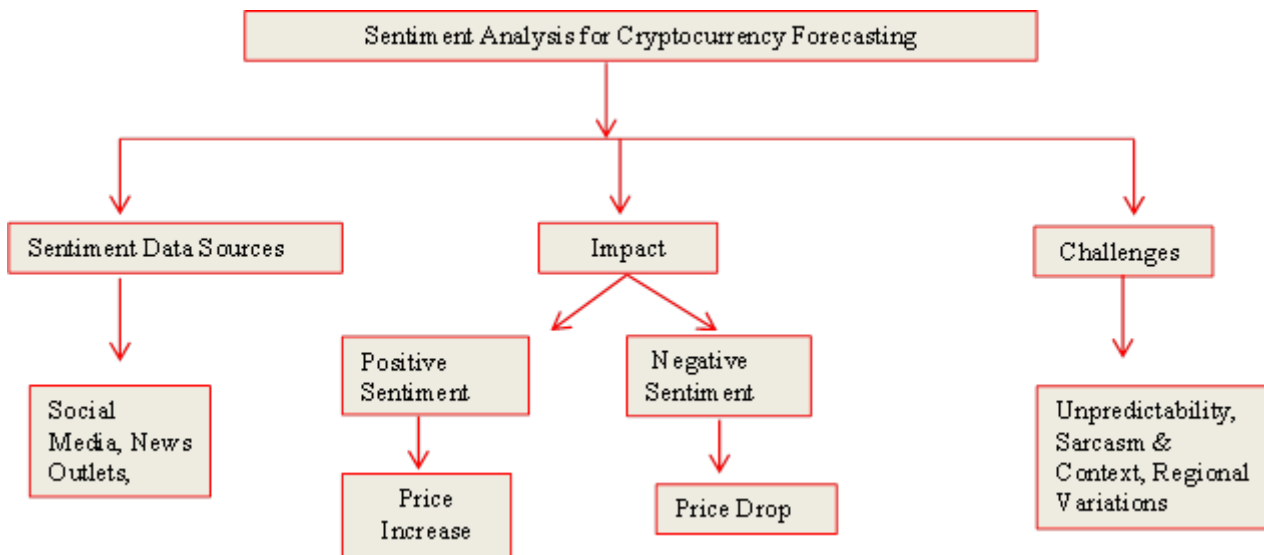 Sentiment Analysis for Cryptocurrency Forecasting
Sentiment Data Sources
Impact
Challenges
Positive
Sentiment
Negative
Sentiment
Social
Media, News
Outlets,
Price
Increase
Price Drop
Unpredictability,
Sarcasm &
Context, Regional
Variations